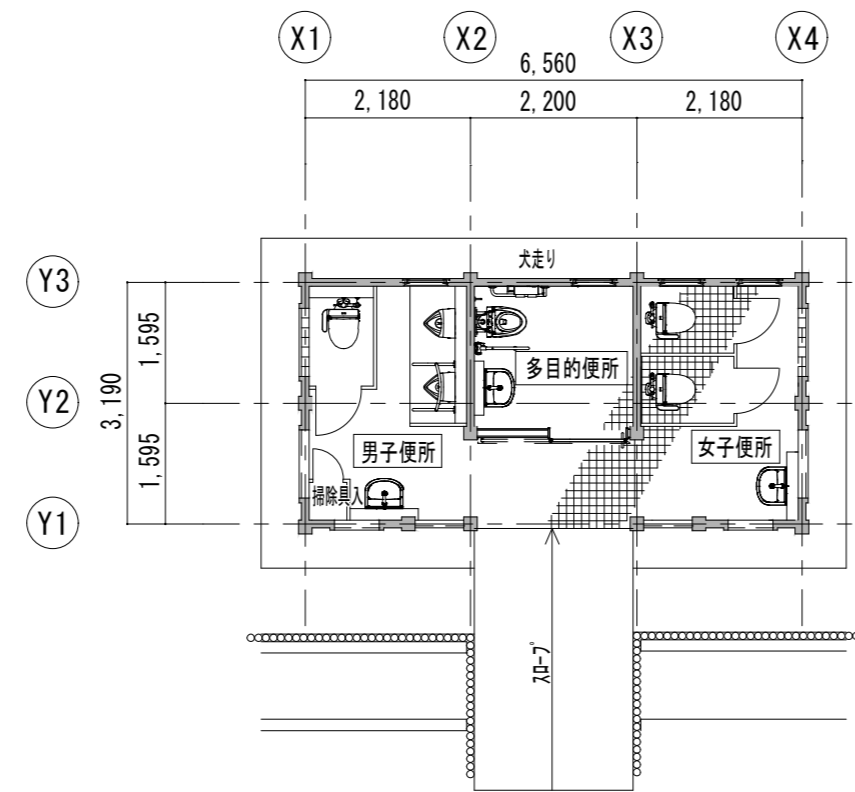 X1 X2 X3 X4
6,560
2,180 2,200 2,180
犬走り
Y3
1,595
多目的便所
3,190
Y2
男子便所 女子便所
1,595
掃除具入
Y1
スロープ